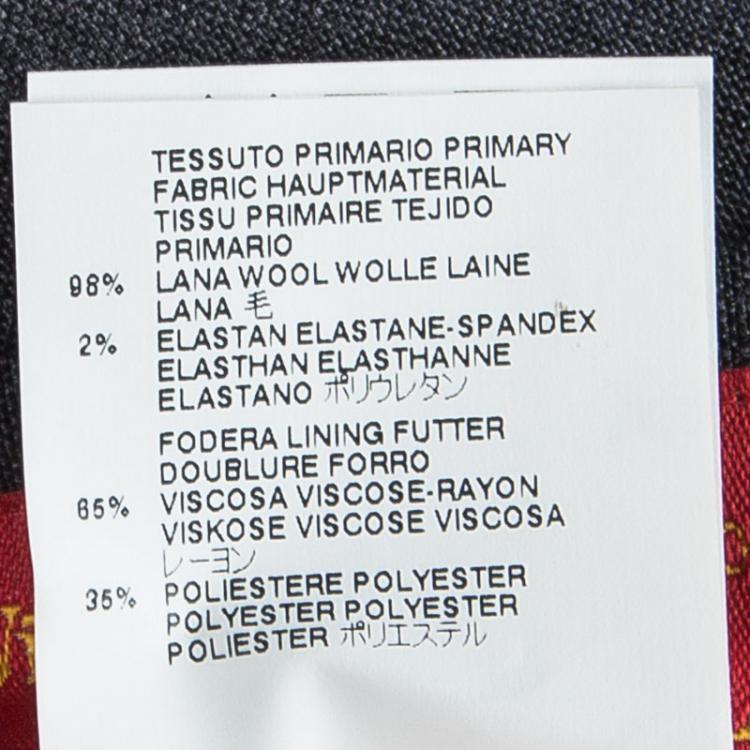 TESSUTO PRIMARIO PRIMARY
FABRIC HAUPTMATERIAL
TISSU PRIMAIRE TEJIDO
PRIMARIO
98% LANA WOOL WOLLE LAINE
LANA 毛
2% ELASTAN ELASTANE-SPANDEX
ELASTHAN ELASTHANNE
ELASTANO ポリウレタン
FODERA LINING FUTTER
DOUBLURE FORRO
65% VISCOSA VISCOSE-RAYON
VISKOSE VISCOSE VISCOSA
レーヨン
35% POLIESTERE POLYESTER
POLYESTER POLYESTER
POLIESTER ポリエステル